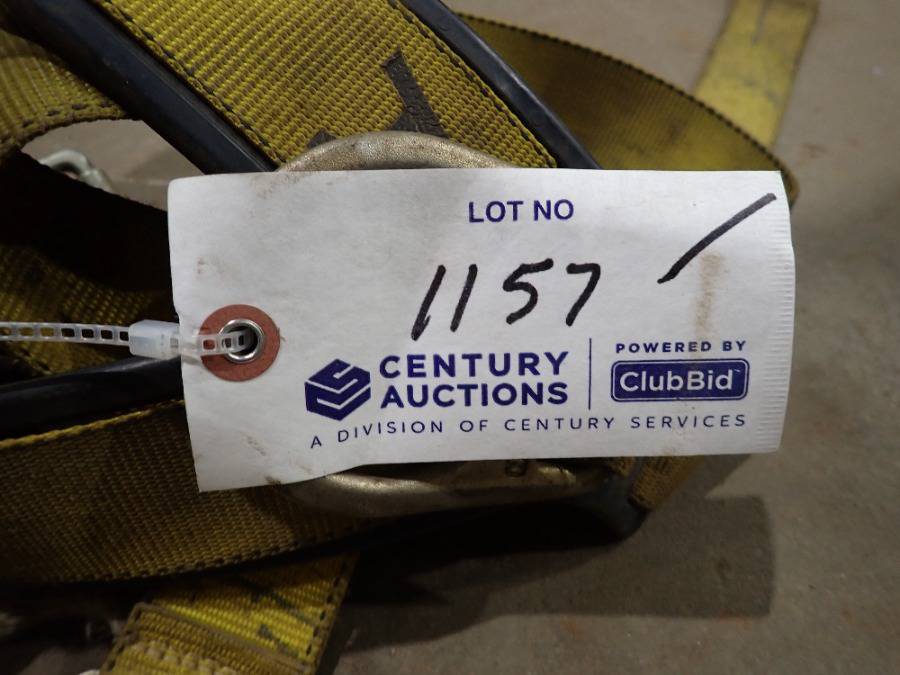 LOT NO
1157
CENTURY AUCTIONS
POWERED BY
ClubBid
A DIVISION OF CENTURY SERVICES